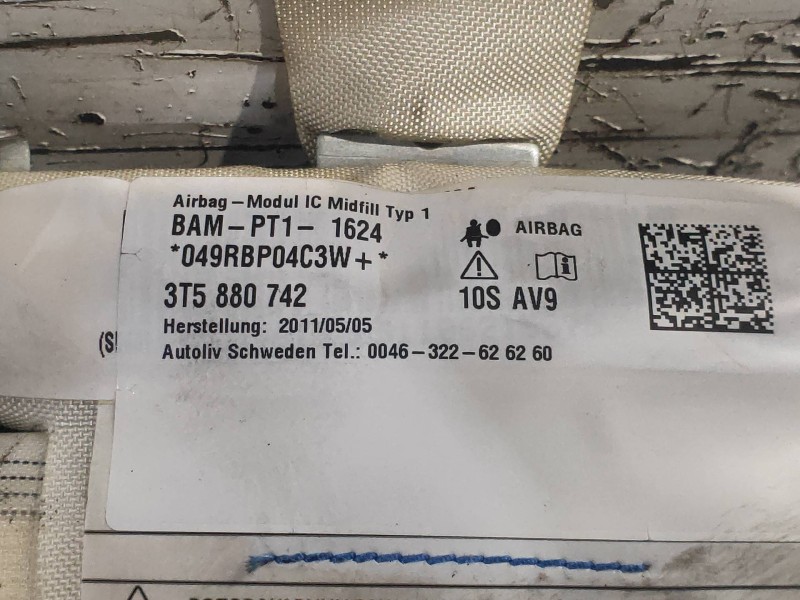 Airbag-Modul IC Midfill Typ 1
BAM-PT1- 1624
*049RBP04C3W+*
AIRBAG
3T5 880 742
10S AV9
Herstellung: 2011/05/05
(S
Autoliv Schweden Tel.: 0046-322-62 62 60